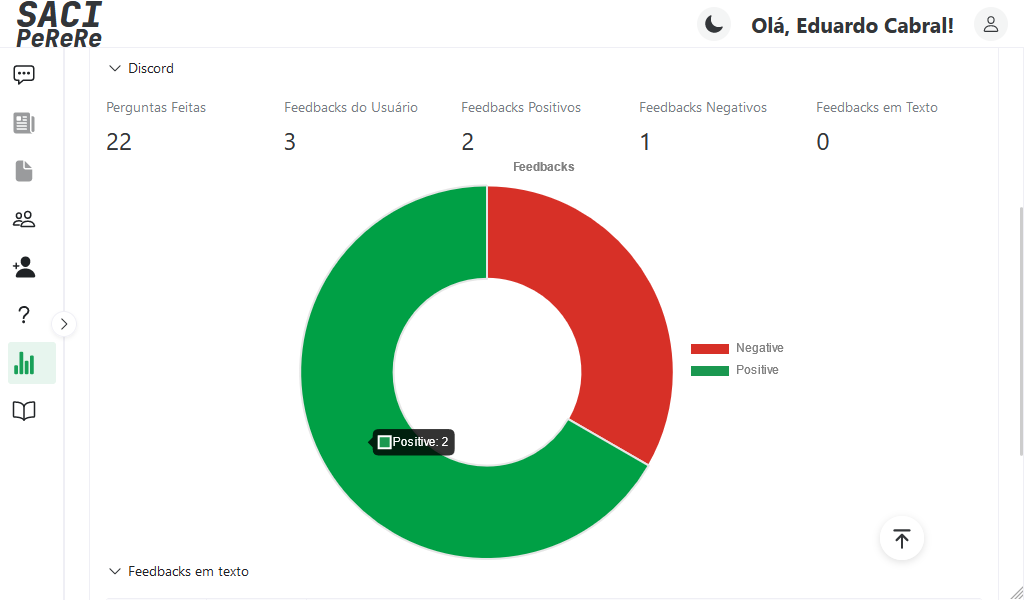 SACI
PeReRe
Olá, Eduardo Cabral!
Discord
Perguntas Feitas
22
Feedbacks do Usuário
3
Feedbacks Positivos
2
Feedbacks Negativos
1
Feedbacks em Texto
0
Feedbacks
Negative
Positive
Positive: 2
?
Feedbacks em texto